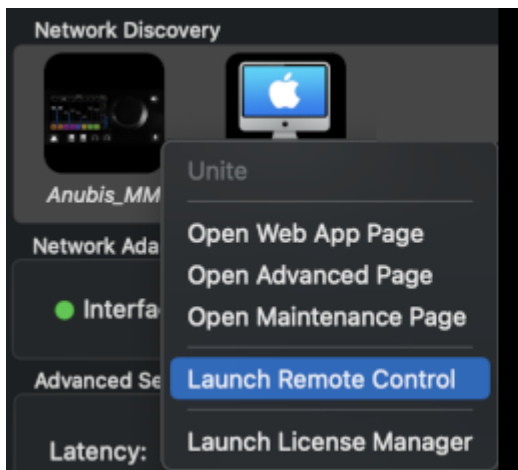 Network Discovery
Anubis_MM
Unite
Open Web App Page
Open Advanced Page
Open Maintenance Page
Launch Remote Control
Launch License Manager
Network Ada
Interfa
Advanced Se
Latency: